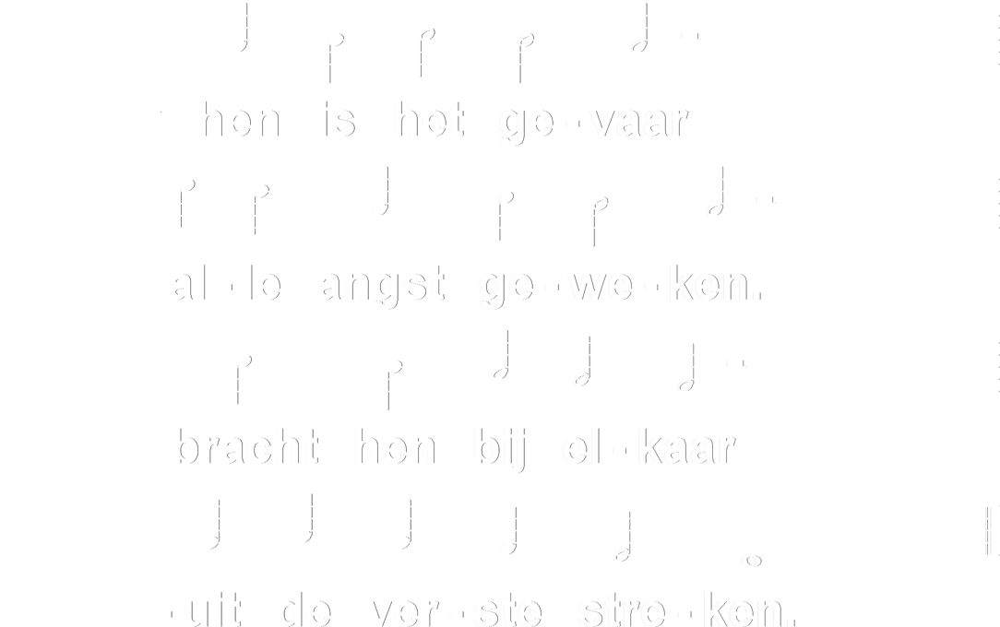 hen is het ge-vaar
al-le angst ge-we-ken.
bracht hen bij el-kaar
-uit de ver-ste stre-ken.